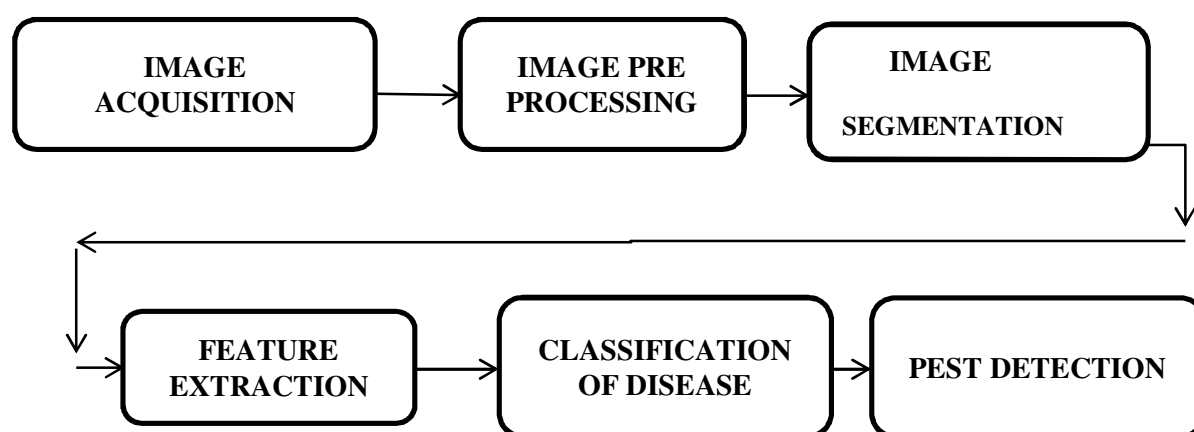 IMAGE
ACQUISITION
IMAGE PRE
PROCESSING
IMAGE
SEGMENTATION
FEATURE
EXTRACTION
CLASSIFICATION
OF DISEASE
PEST DETECTION